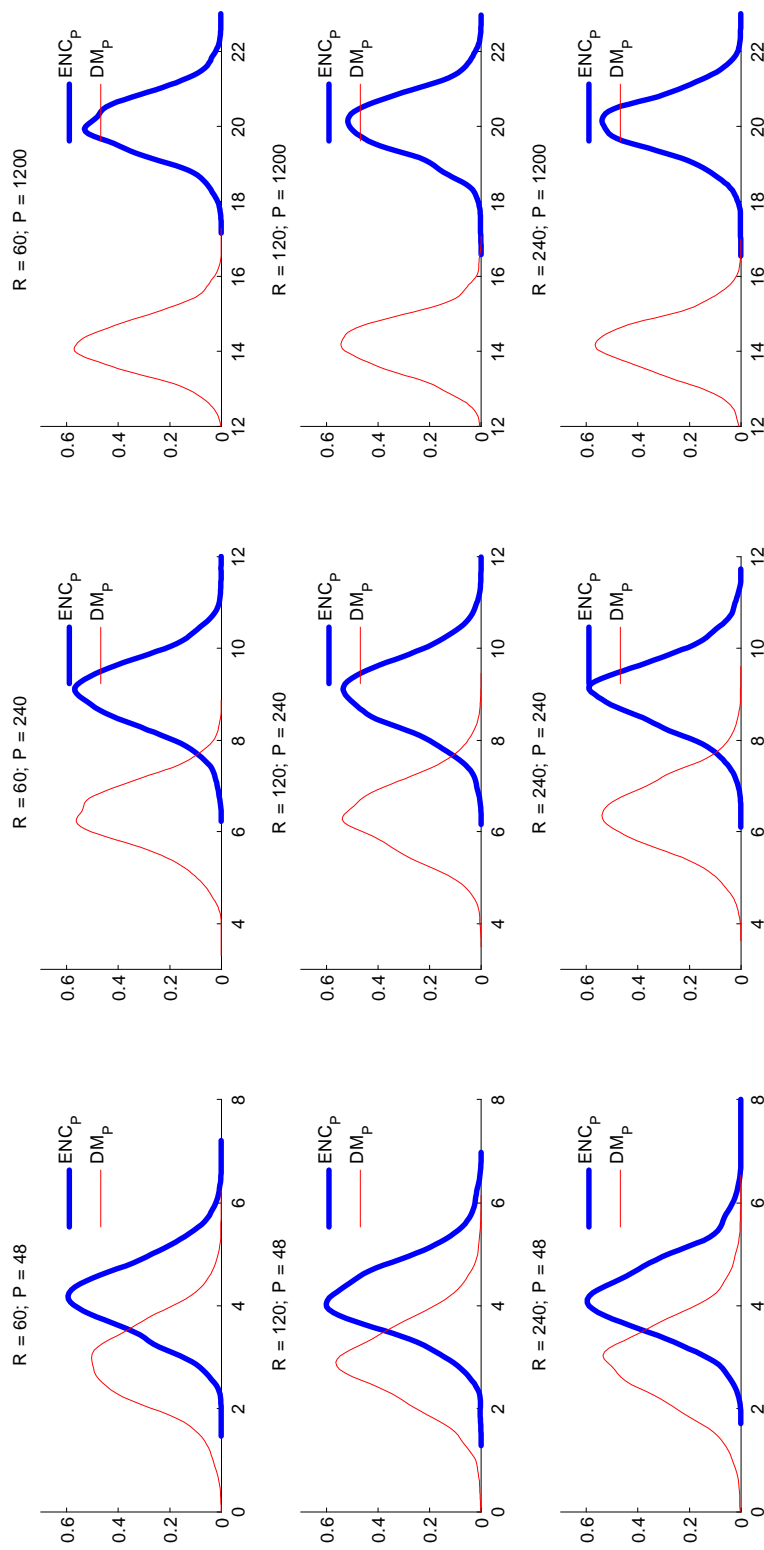 R = 60; P = 48
ENC_P
DM_P
0.6
0.4
0.2
0
0 2 4 6 8
R = 60; P = 240
ENC_P
DM_P
0.6
0.4
0.2
0
4 6 8 10 12
R = 60; P = 1200
ENC_P
DM_P
0.6
0.4
0.2
0
12 14 16 18 20 22
R = 120; P = 48
ENC_P
DM_P
0.6
0.4
0.2
0
0 2 4 6 8
R = 120; P = 240
ENC_P
DM_P
0.6
0.4
0.2
0
4 6 8 10 12
R = 120; P = 1200
ENC_P
DM_P
0.6
0.4
0.2
0
12 14 16 18 20 22
R = 240; P = 48
ENC_P
DM_P
0.6
0.4
0.2
0
0 2 4 6 8
R = 240; P = 240
ENC_P
DM_P
0.6
0.4
0.2
0
4 6 8 10 12
R = 240; P = 1200
ENC_P
DM_P
0.6
0.4
0.2
0
12 14 16 18 20 22